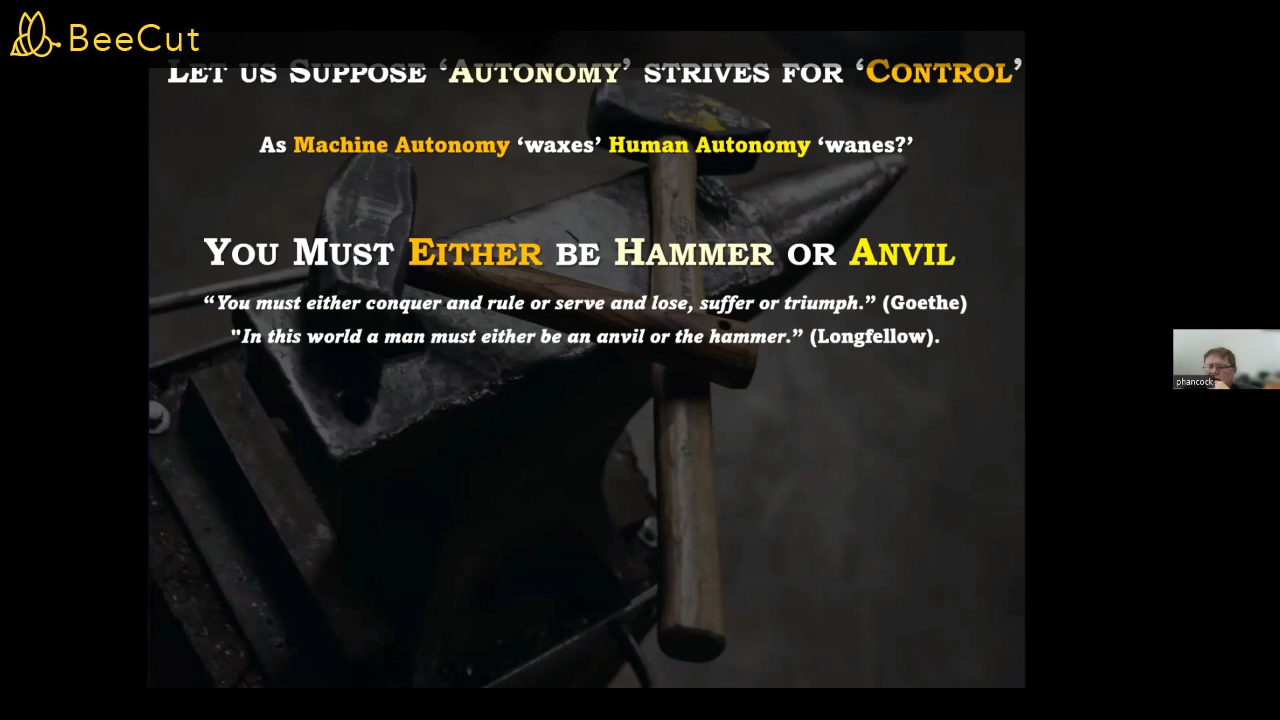 BeeCut
Let us Suppose ‘Autonomy’ strives for ‘Control’
As Machine Autonomy ‘waxes’ Human Autonomy ‘wanes?’
You Must Either be Hammer or Anvil
“You must either conquer and rule or serve and lose, suffer or triumph.” (Goethe)
"In this world a man must either be an anvil or the hammer.” (Longfellow).
phancock